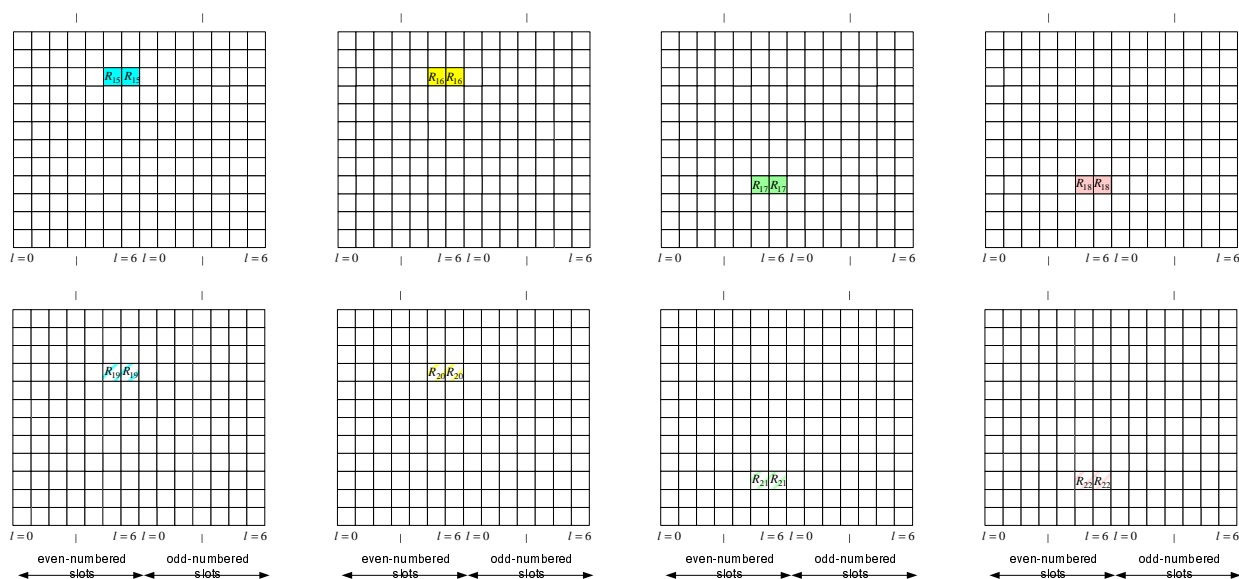 R15 R15 R16 R16
R17 R17 R18 R18
l = 0 l = 6 l = 0 l = 6 l = 0 l = 6 l = 0 l = 6 l = 0 l = 6 l = 0 l = 6 l = 0 l = 6 l = 0 l = 6
R19 R19 R20 R20
R21 R21 R22 R22
l = 0 l = 6 l = 0 l = 6 l = 0 l = 6 l = 0 l = 6 l = 0 l = 6 l = 0 l = 6 l = 0 l = 6 l = 0 l = 6
even-numbered odd-numbered even-numbered odd-numbered even-numbered odd-numbered even-numbered odd-numbered
slots slots slots slots slots slots slots slots